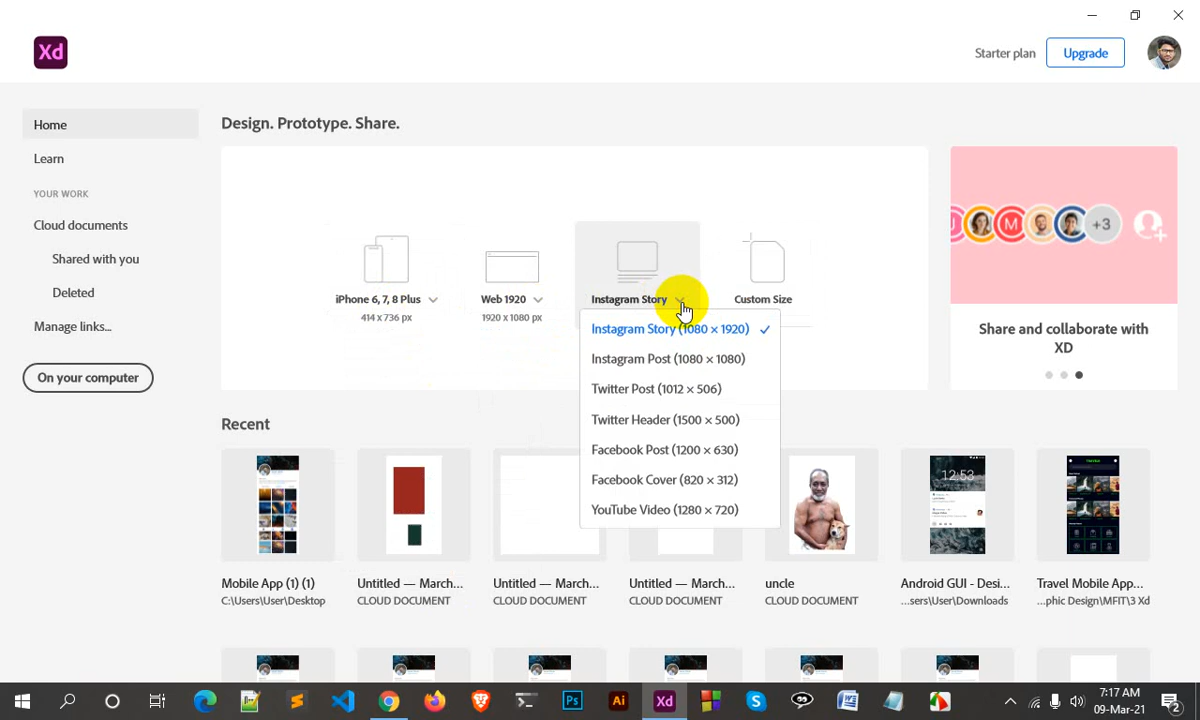 Xd
Starter plan
Upgrade
Home
Learn
YOUR WORK
Cloud documents
Shared with you
Deleted
Manage links...
On your computer
Design. Prototype. Share.
iPhone 6, 7, 8 Plus
414 x 736 px
Web 1920
1920 x 1080 px
Instagram Story
Custom Size
Instagram Story (1080 × 1920)
Instagram Post (1080 × 1080)
Twitter Post (1012 × 506)
Twitter Header (1500 × 500)
Facebook Post (1200 × 630)
Facebook Cover (820 × 312)
YouTube Video (1280 × 720)
M
+3
Share and collaborate with
XD
Recent
12:53
Mobile App (1) (1)
C:\Users\User\Desktop
Untitled — March...
CLOUD DOCUMENT
Untitled — March...
CLOUD DOCUMENT
Untitled — March...
CLOUD DOCUMENT
uncle
CLOUD DOCUMENT
Android GUI - Desi...
...sers\User\Downloads
Travel Mobile App...
...phic Design\MFIT\3 Xd
Ps
Ai
Xd
7:17 AM
09-Mar-21
2